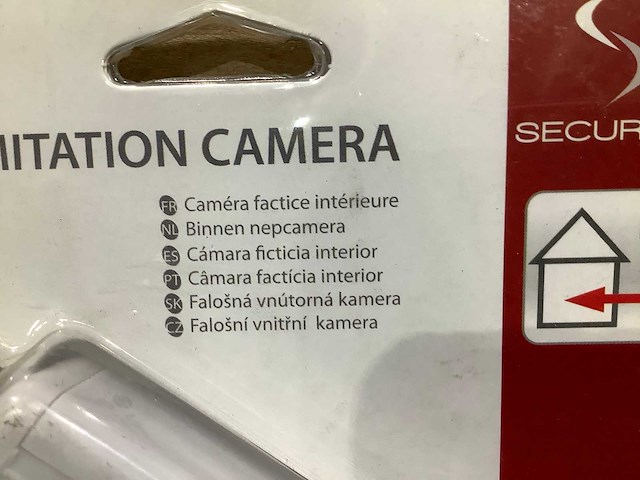 MITATION CAMERA
FR Caméra factice intérieure
NL Binnen nepcamera
ES Cámara ficticia interior
PT Câmara factícia interior
SK Falošná vnútorná kamera
CZ Falošní vnitřní kamera
SECUR